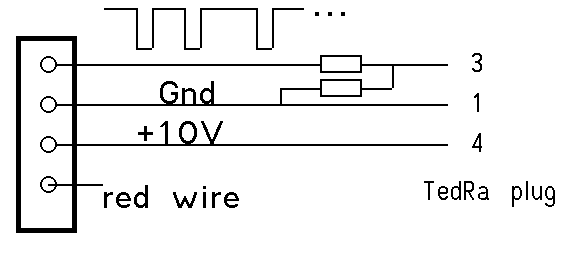 ...
3
Gnd
1
+10V
4
red wire
TedRa plug